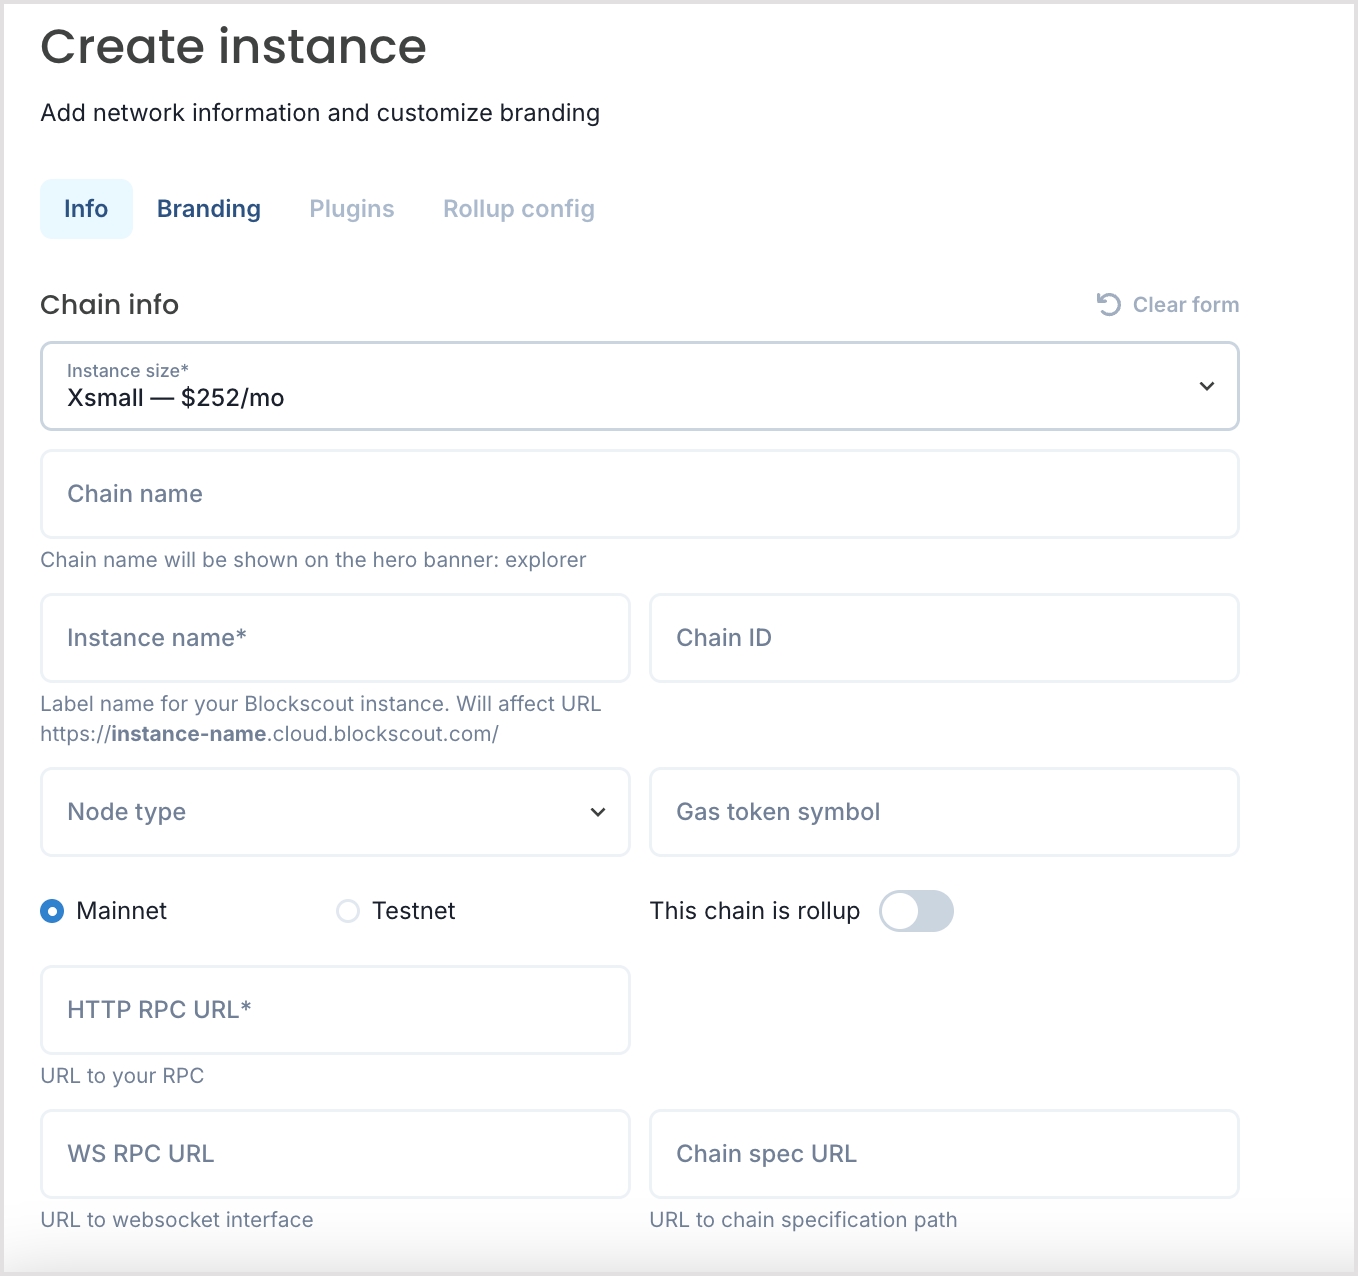 Create instance
Add network information and customize branding
Info Branding Plugins Rollup config
Chain info Clear form
Instance size*
Xsmall — $252/mo
Chain name
Chain name will be shown on the hero banner: explorer
Instance name* Chain ID
Label name for your Blockscout instance. Will affect URL
https://instance-name.cloud.blockscout.com/
Node type Gas token symbol
Mainnet Testnet This chain is rollup
HTTP RPC URL*
URL to your RPC
WS RPC URL Chain spec URL
URL to websocket interface URL to chain specification path